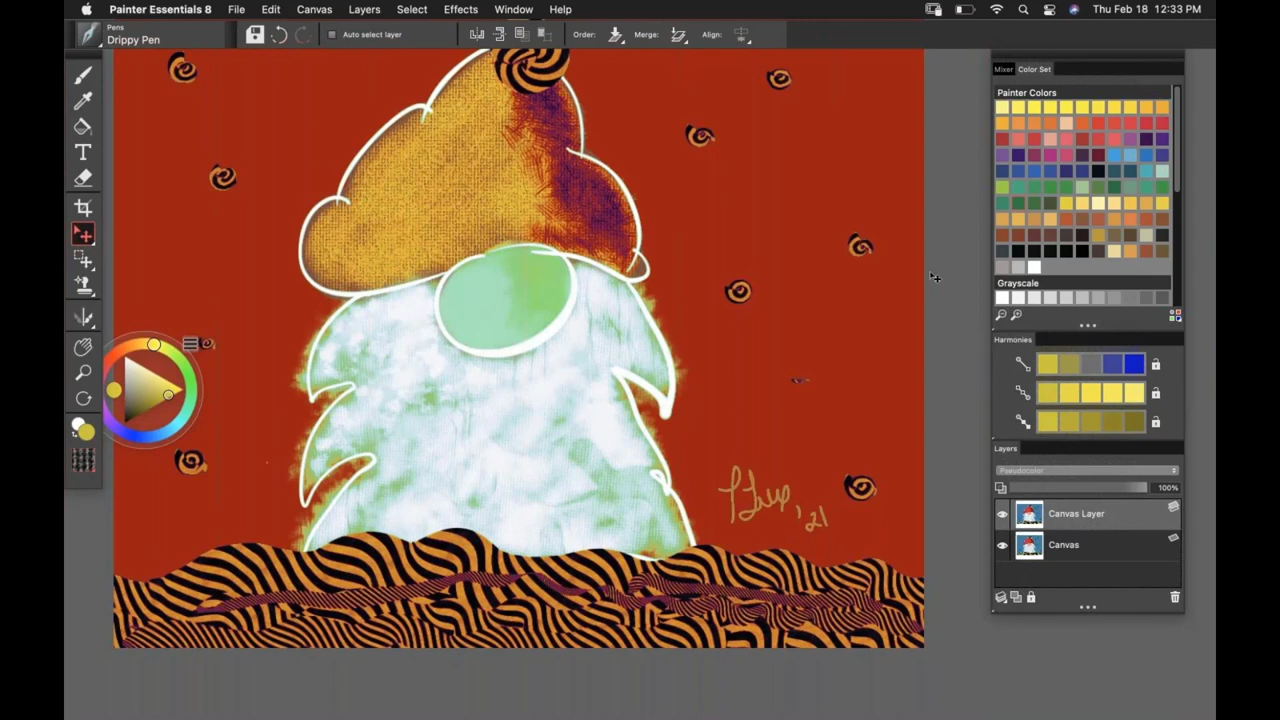 Painter Essentials 8 File Edit Canvas Layers Select Effects Window Help Thu Feb 18 12:33 PM
Pens
Drippy Pen
Auto select layer Order: Merge: Align:
Mixer Color Set
Painter Colors
Grayscale
Harmonies
Layers
Pseudocolor
100%
Canvas Layer
Canvas
'21